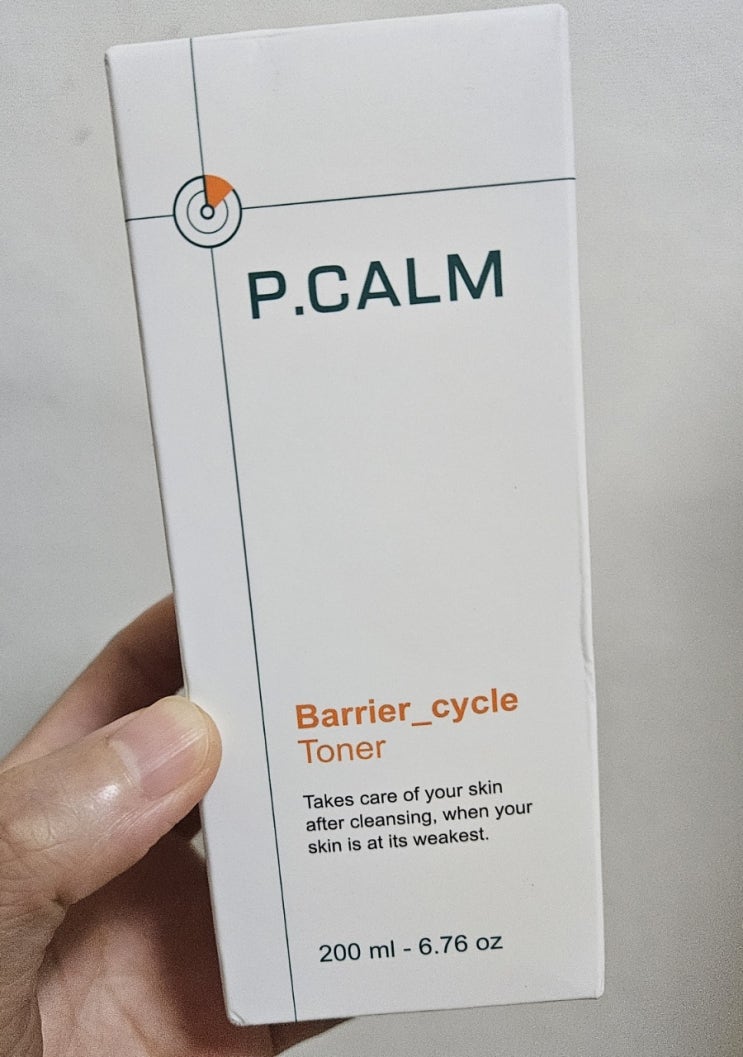 P.CALM
Barrier_cycle
Toner
Takes care of your skin
after cleansing, when your
skin is at its weakest.
200 ml - 6.76 oz